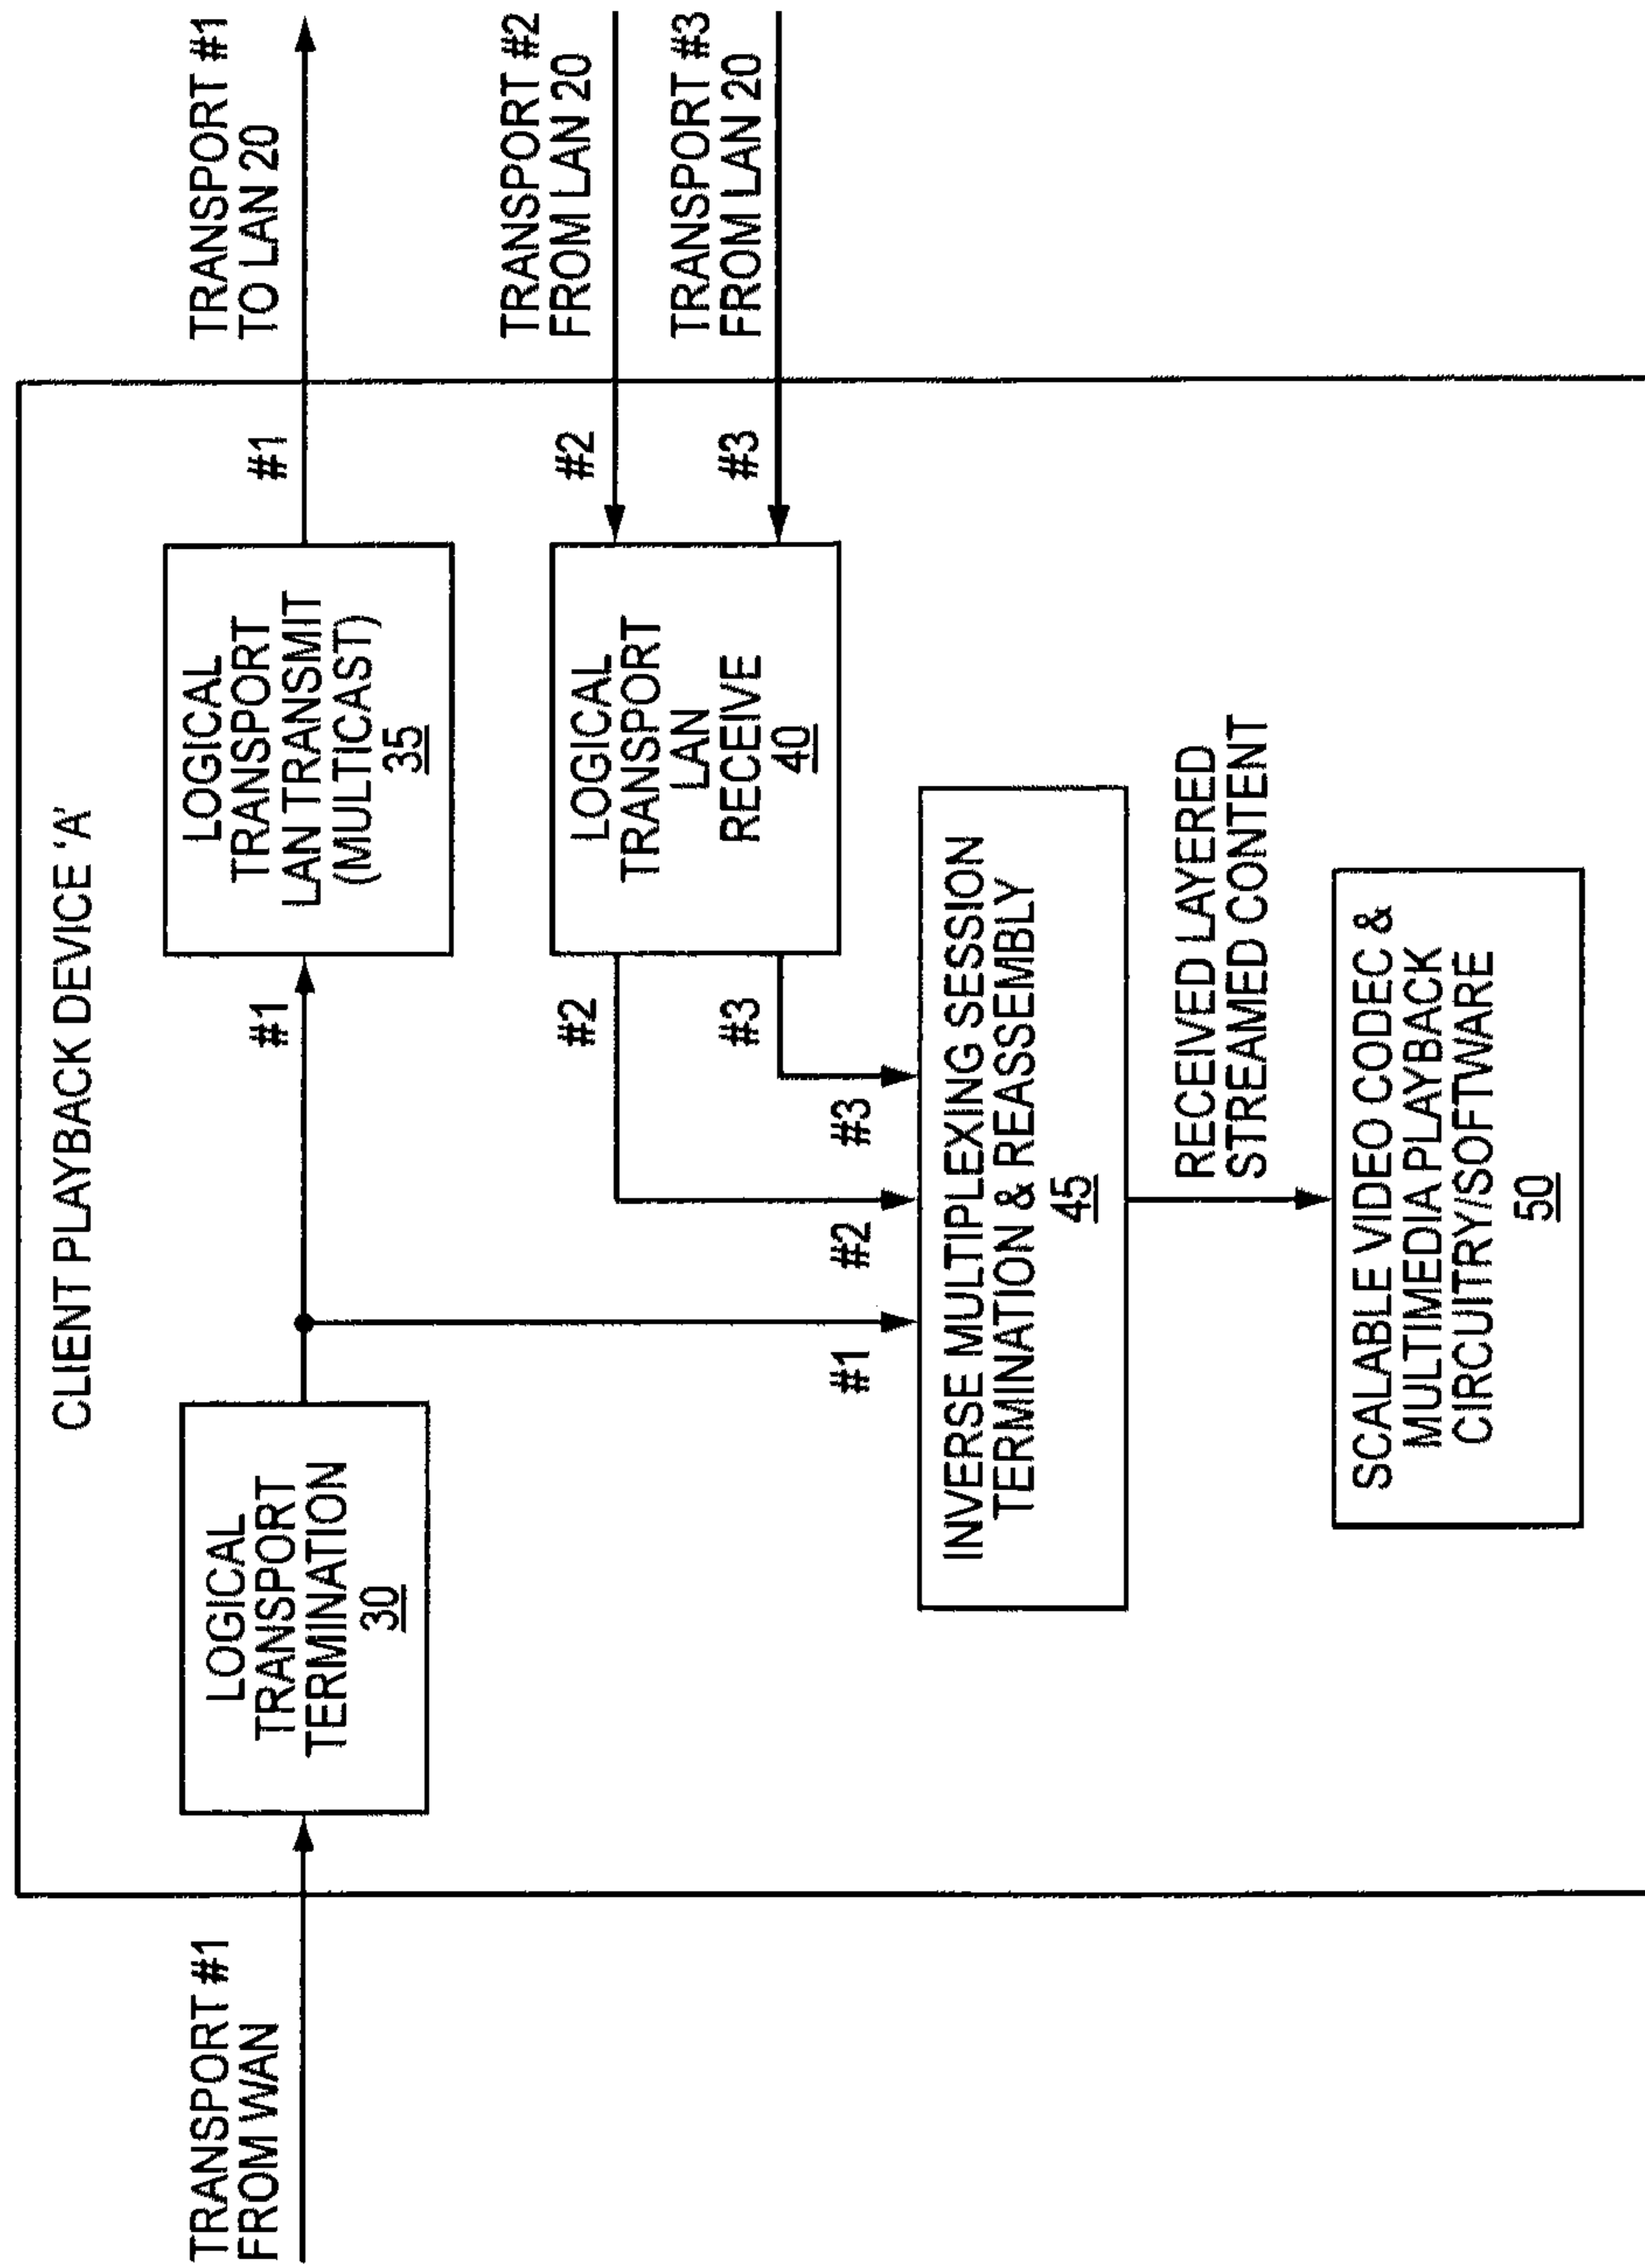 CLIENT PLAYBACK DEVICE 'A'
TRANSPORT #1
FROM WAN
LOGICAL
TRANSPORT
TERMINATION
30
#1
LOGICAL
TRANSPORT
LAN TRANSMIT
(MULTICAST)
35
#1
TRANSPORT #1
TO LAN 20
TRANSPORT #2
FROM LAN 20
TRANSPORT #3
FROM LAN 20
#2
#3
LOGICAL
TRANSPORT
LAN
RECEIVE
40
#2
#3
#1
#2
#3
INVERSE MULTIPLEXING SESSION
TERMINATION & REASSEMBLY
45
RECEIVED LAYERED
STREAMED CONTENT
SCALABLE VIDEO CODEC &
MULTIMEDIA PLAYBACK
CIRCUITRY/SOFTWARE
50